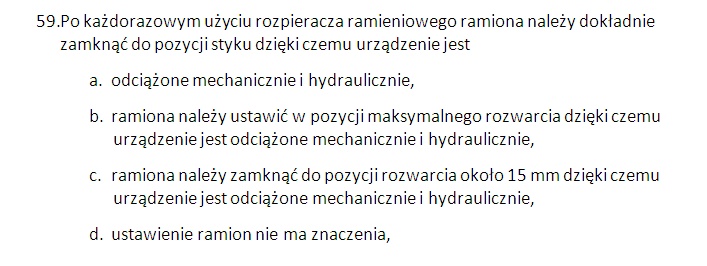 59.Po każdorazowym użyciu rozpieracza ramieniowego ramiona należy dokładnie
zamknąć do pozycji styku dzięki czemu urządzenie jest
a. odciążone mechanicznie i hydraulicznie,
b. ramiona należy ustawić w pozycji maksymalnego rozwarcia dzięki czemu
urządzenie jest odciążone mechanicznie i hydraulicznie,
c. ramiona należy zamknąć do pozycji rozwarcia około 15 mm dzięki czemu
urządzenie jest odciążone mechanicznie i hydraulicznie,
d. ustawienie ramion nie ma znaczenia,